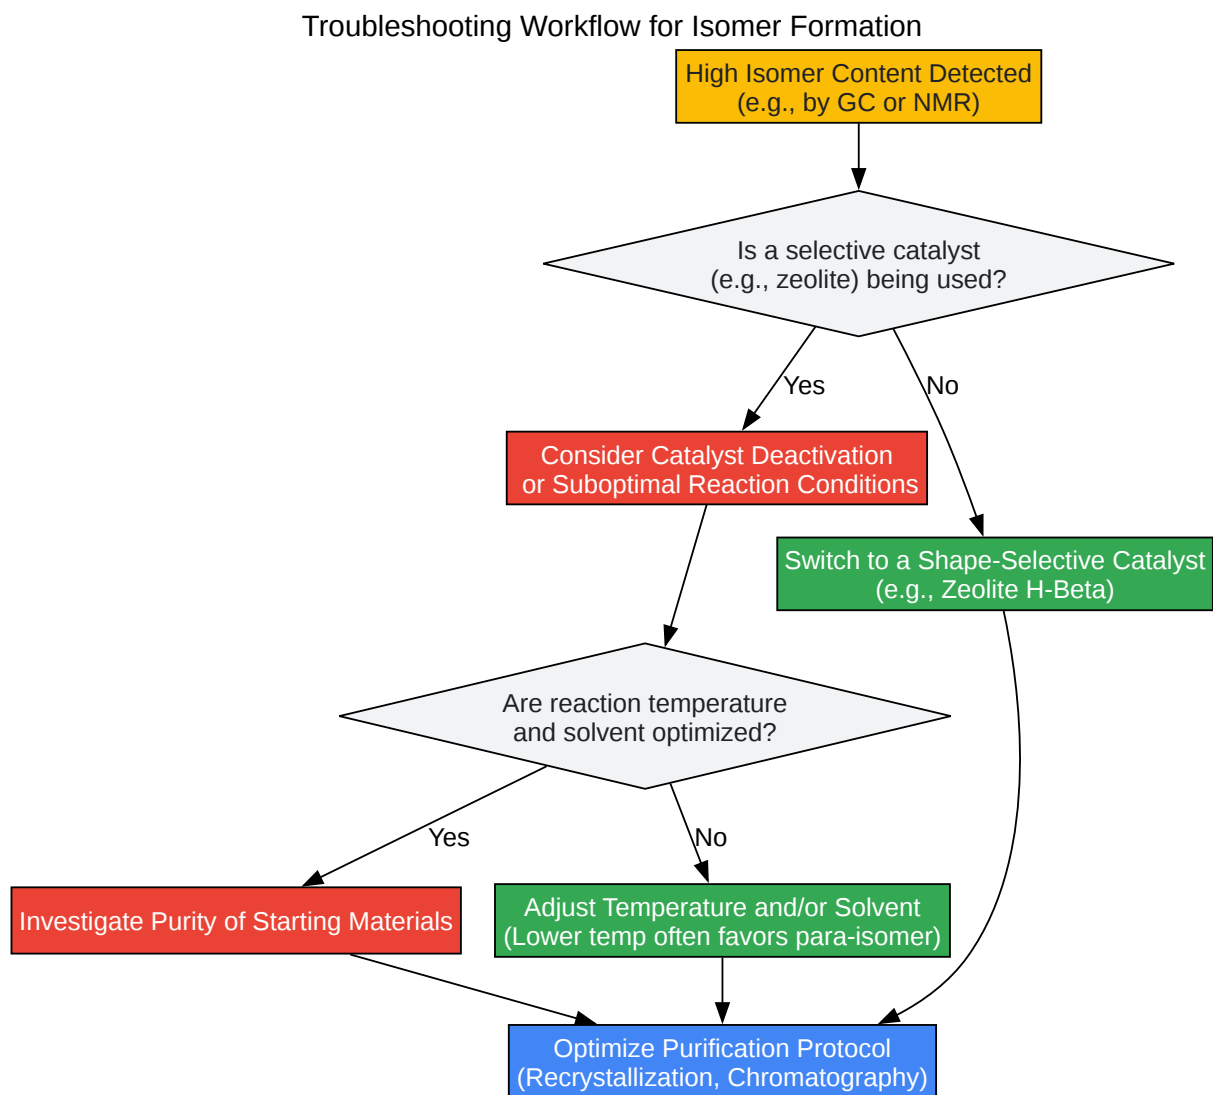 Troubleshooting Workflow for Isomer Formation
High Isomer Content Detected
(e.g., by GC or NMR)
Is a selective catalyst
(e.g., zeolite) being used?
Yes
No
Consider Catalyst Deactivation
or Suboptimal Reaction Conditions
Switch to a Shape-Selective Catalyst
(e.g., Zeolite H-Beta)
Are reaction temperature
and solvent optimized?
Yes
No
Investigate Purity of Starting Materials
Adjust Temperature and/or Solvent
(Lower temp often favors para-isomer)
Optimize Purification Protocol
(Recrystallization, Chromatography)